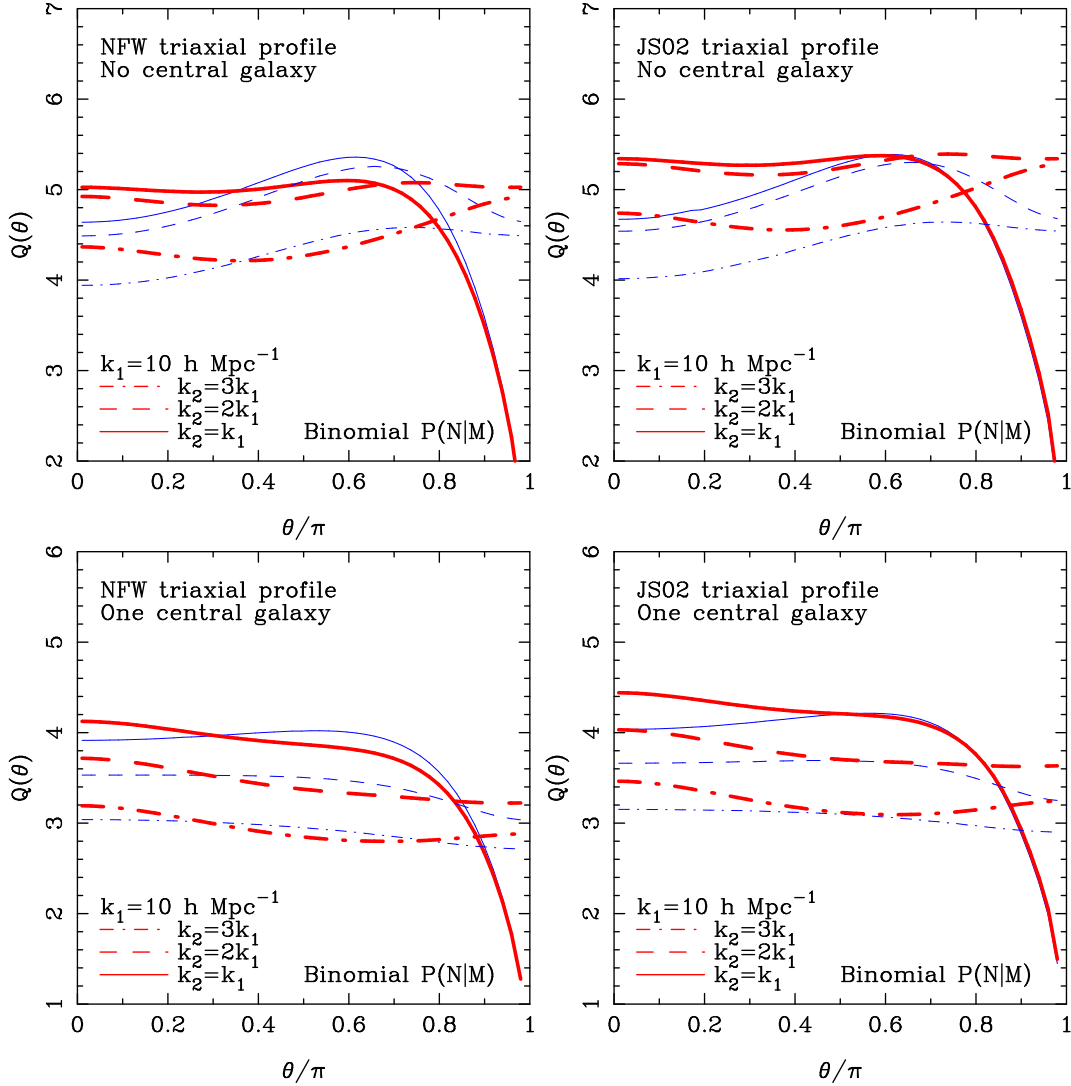 7
6
5
4
3
2
Q(θ)
NFW triaxial profile
No central galaxy
k₁=10 h Mpc⁻¹
k₂=3k₁
k₂=2k₁
k₂=k₁
Binomial P(N|M)
0 0.2 0.4 0.6 0.8 1
θ/π
7
6
5
4
3
2
Q(θ)
JS02 triaxial profile
No central galaxy
k₁=10 h Mpc⁻¹
k₂=3k₁
k₂=2k₁
k₂=k₁
Binomial P(N|M)
0 0.2 0.4 0.6 0.8 1
θ/π
6
5
4
3
2
1
Q(θ)
NFW triaxial profile
One central galaxy
k₁=10 h Mpc⁻¹
k₂=3k₁
k₂=2k₁
k₂=k₁
Binomial P(N|M)
0 0.2 0.4 0.6 0.8 1
θ/π
6
5
4
3
2
1
Q(θ)
JS02 triaxial profile
One central galaxy
k₁=10 h Mpc⁻¹
k₂=3k₁
k₂=2k₁
k₂=k₁
Binomial P(N|M)
0 0.2 0.4 0.6 0.8 1
θ/π